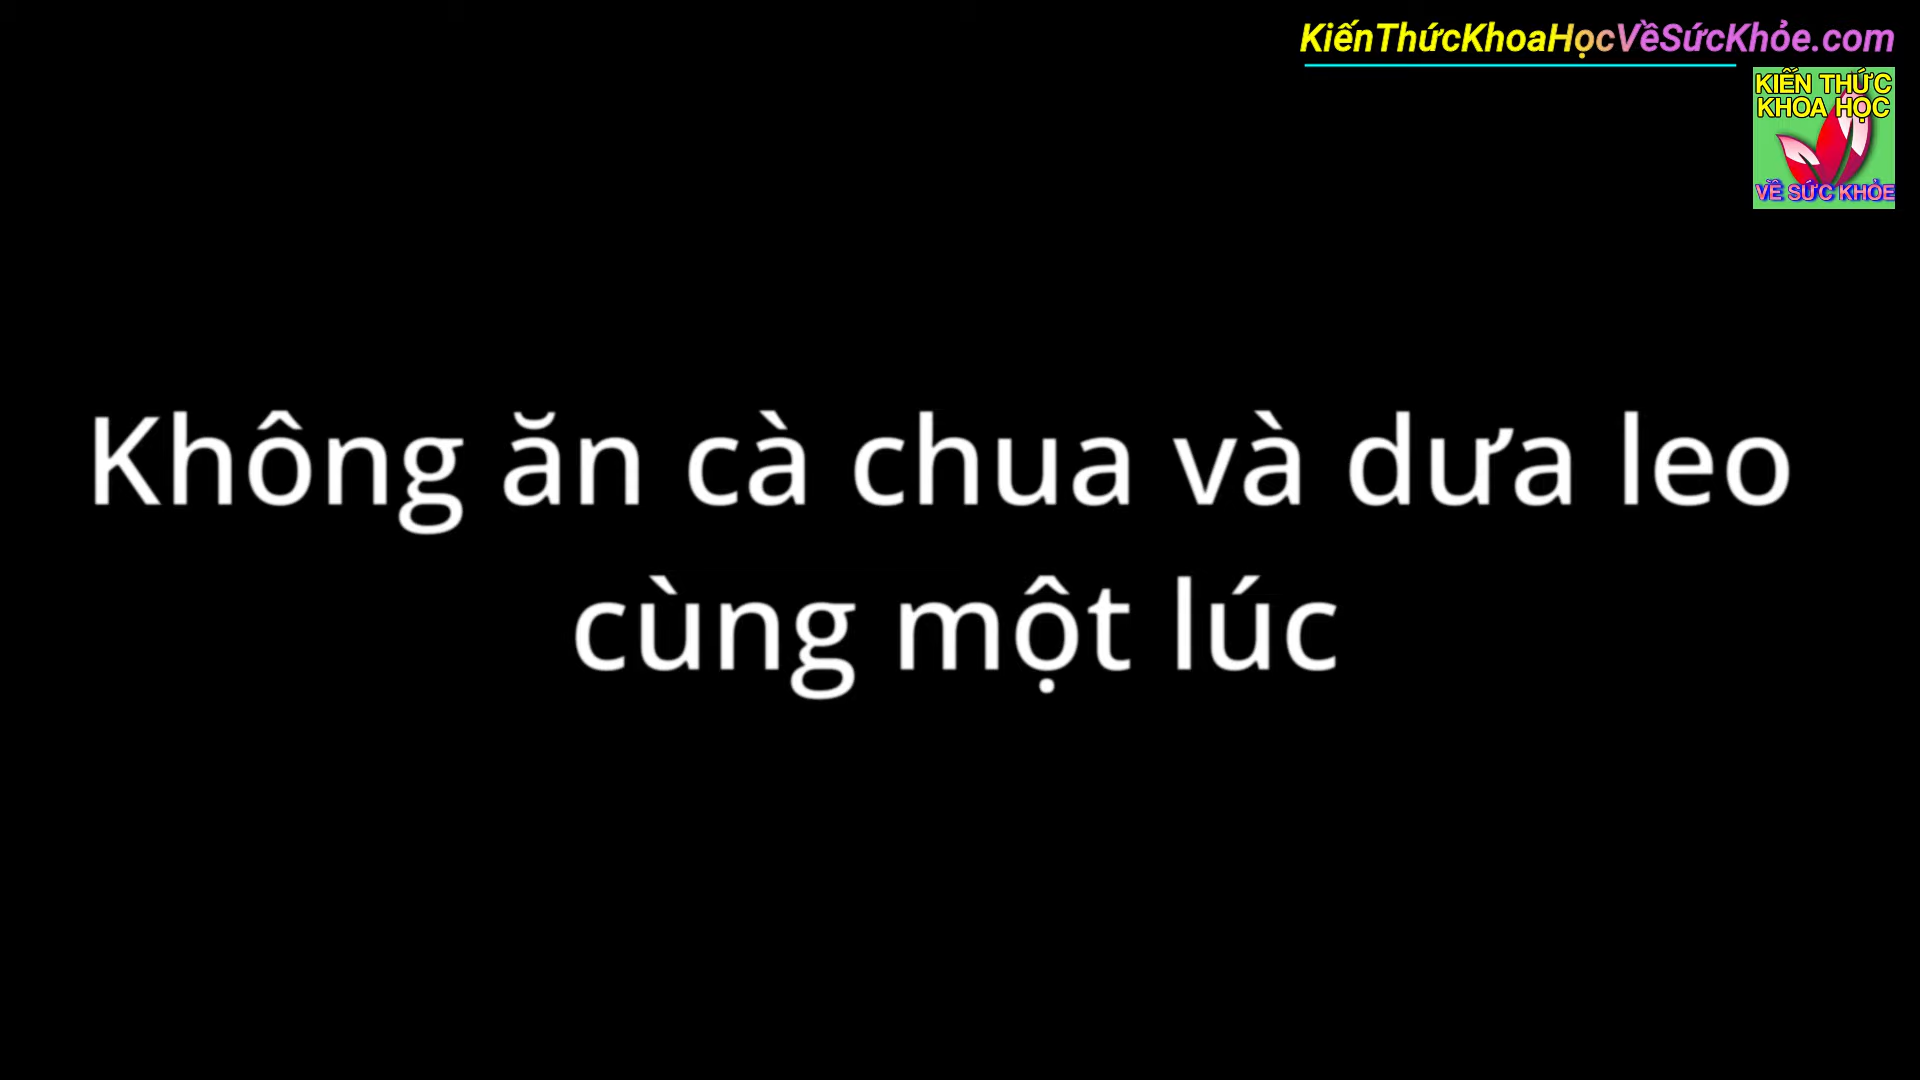 KiếnThứcKhoaHọcVềSứcKhỏe.com
KIẾN THỨC
KHOA HỌC
VỀ SỨC KHỎE
Không ăn cà chua và dưa leo
cùng một lúc